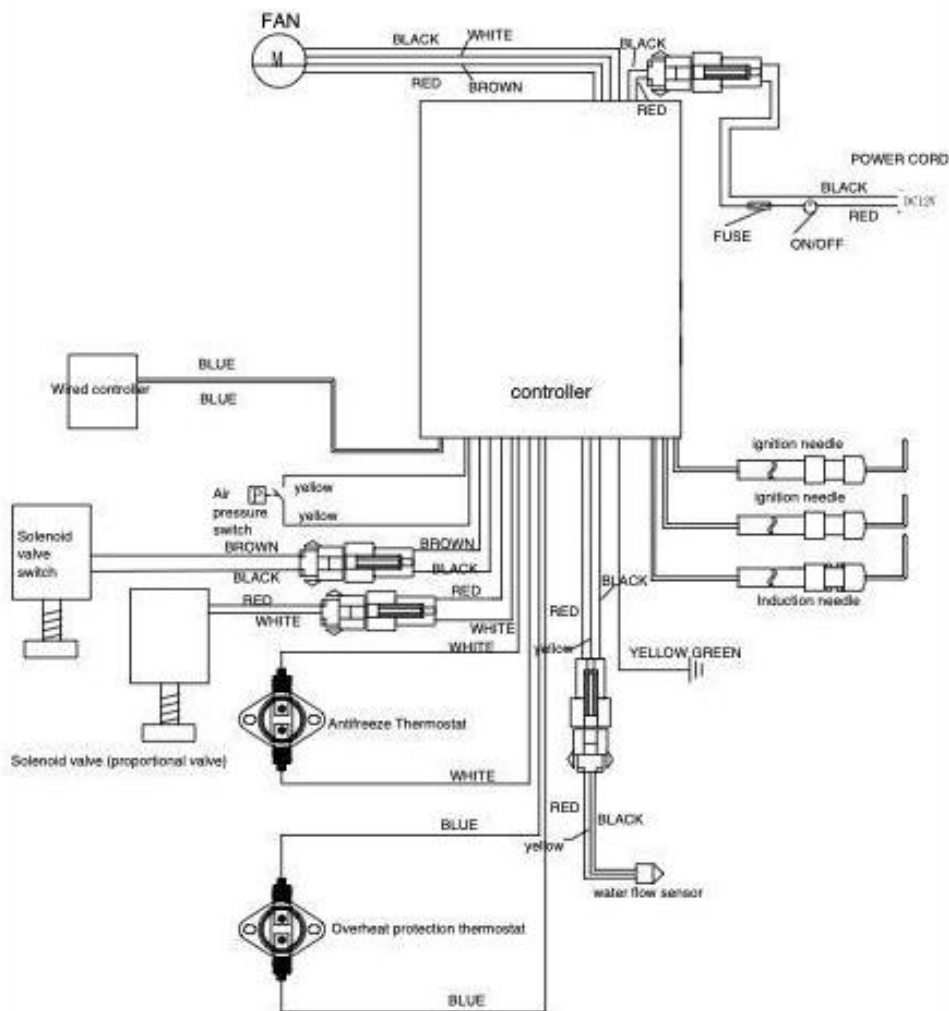 FAN
M
BLACK
WHITE
RED
BROWN
BLACK
RED
POWER CORD
BLACK
DC12V
-
+
RED
FUSE
ON/OFF
BLUE
Wired controller
BLUE
controller
ignition needle
ignition needle
Induction needle
yellow
Air
P
pressure
switch
yellow
Solenoid
valve
switch
BROWN
BROWN
BLACK
BLACK
RED
RED
WHITE
WHITE
WHITE
Antifreeze Thermostat
WHITE
Solenoid valve (proportional valve)
RED
BLACK
yellow
YELLOW GREEN
RED
BLACK
yellow
water flow sensor
BLUE
Overheat protection thermostat
BLUE